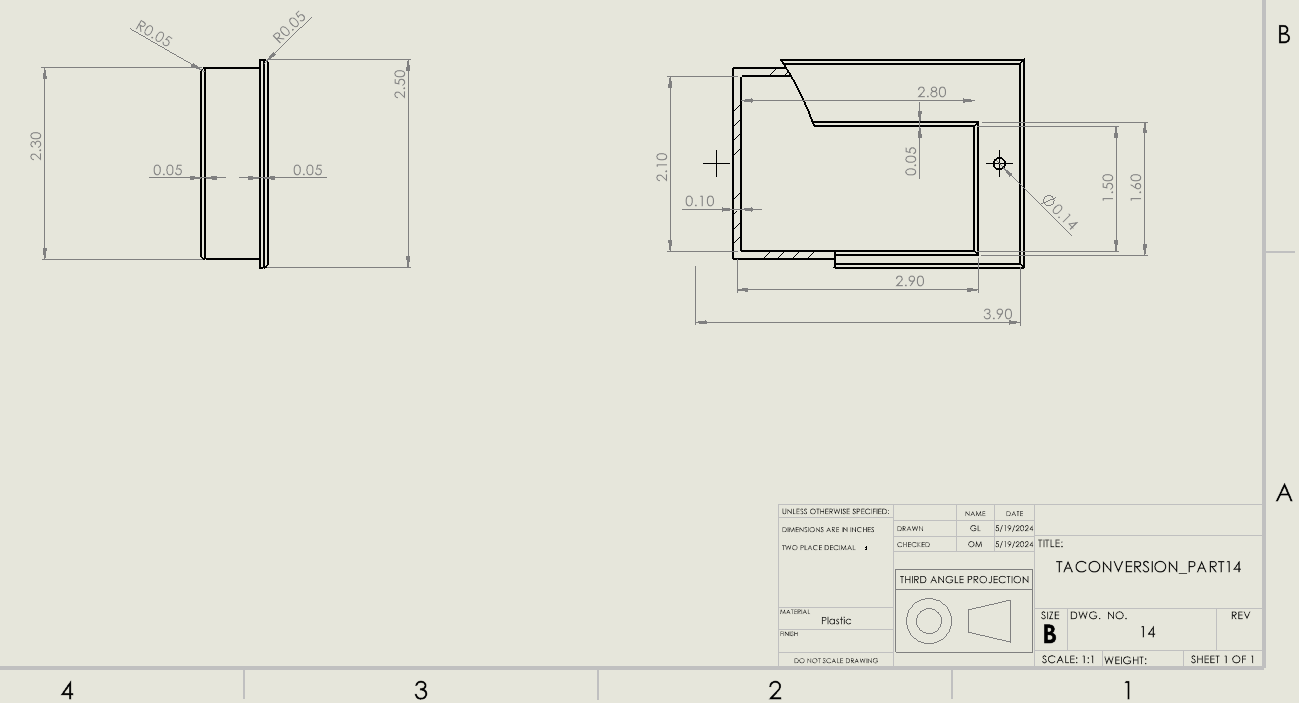 R0.05
R0.05
B
2.50
2.80
2.30
0.05
0.05
2.10
0.05
0.10
1.50
1.60
Ø0.14
2.90
3.90
A
UNLESS OTHERWISE SPECIFIED:
DIMENSIONS ARE IN INCHES
TWO PLACE DECIMAL
MATERIAL
Plastic
FINISH
DO NOT SCALE DRAWING
NAME DATE
DRAWN GL 5/19/2024
CHECKED OM 5/19/2024
THIRD ANGLE PROJECTION
TITLE:
TACONVERSION_PART14
SIZE DWG. NO. REV
B 14
SCALE: 1:1 WEIGHT: SHEET 1 OF 1
4 3 2 1